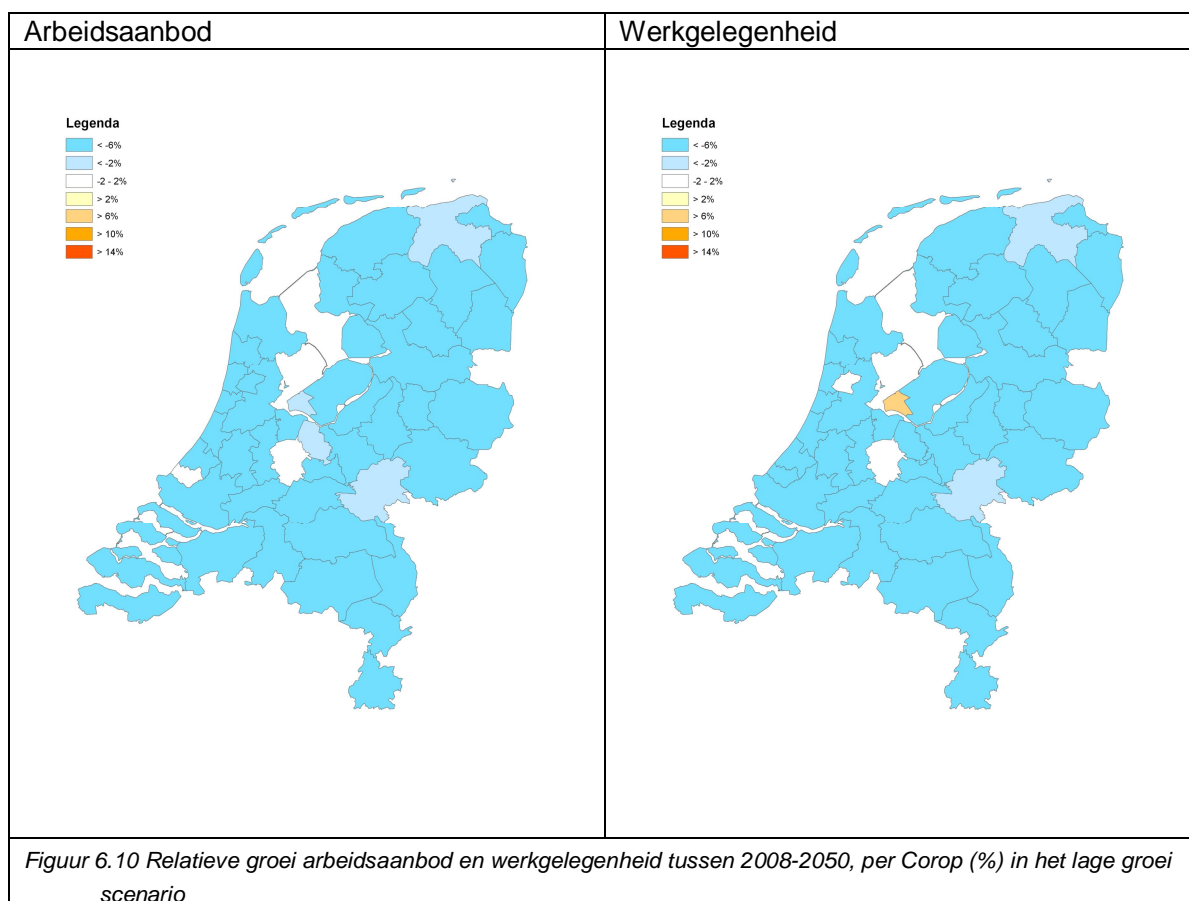 Arbeidsaanbod
Werkgelegenheid
Legenda
< -6%
< -2%
-2 - 2%
> 2%
> 6%
> 10%
> 14%
Legenda
< -6%
< -2%
-2 - 2%
> 2%
> 6%
> 10%
> 14%
Figuur 6.10 Relatieve groei arbeidsaanbod en werkgelegenheid tussen 2008-2050, per Corop (%) in het lage groei
scenario